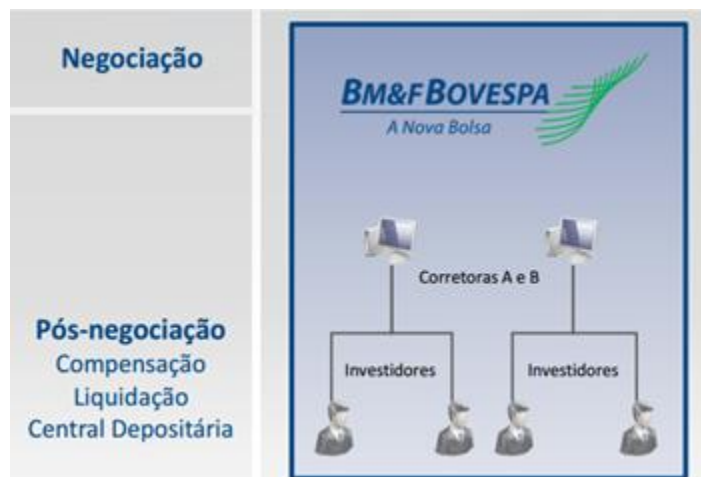 Negociação
BM&FBOVESPA
A Nova Bolsa
Corretoras A e B
Pós-negociação
Compensação
Liquidação
Central Depositária
Investidores
Investidores